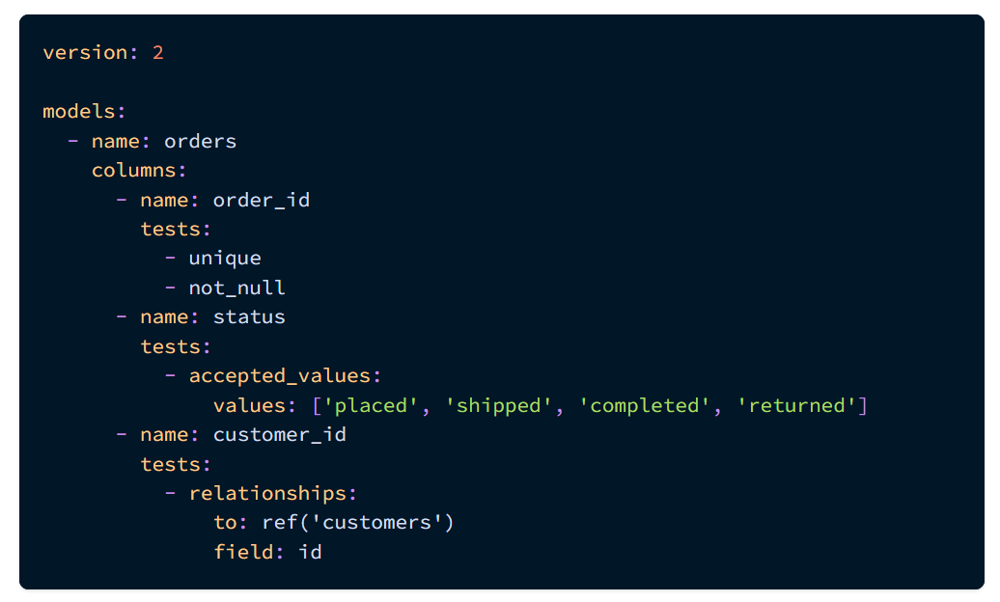 version: 2
models:
- name: orders
columns:
- name: order_id
tests:
- unique
- not_null
- name: status
tests:
- accepted_values:
values: ['placed', 'shipped', 'completed', 'returned']
- name: customer_id
tests:
- relationships:
to: ref('customers')
field: id